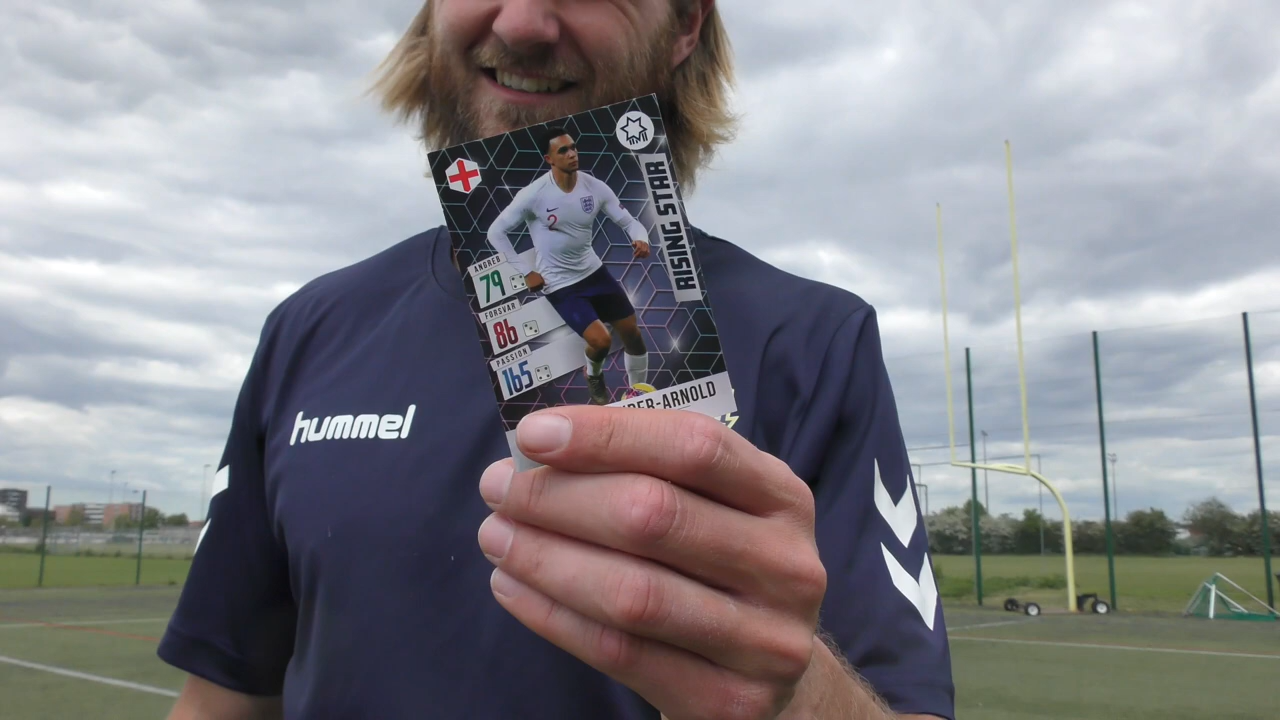 RISING STAR
2
ANGREB
79
FORSVAR
86
PASSION
165
DER-ARNOLD
hummel